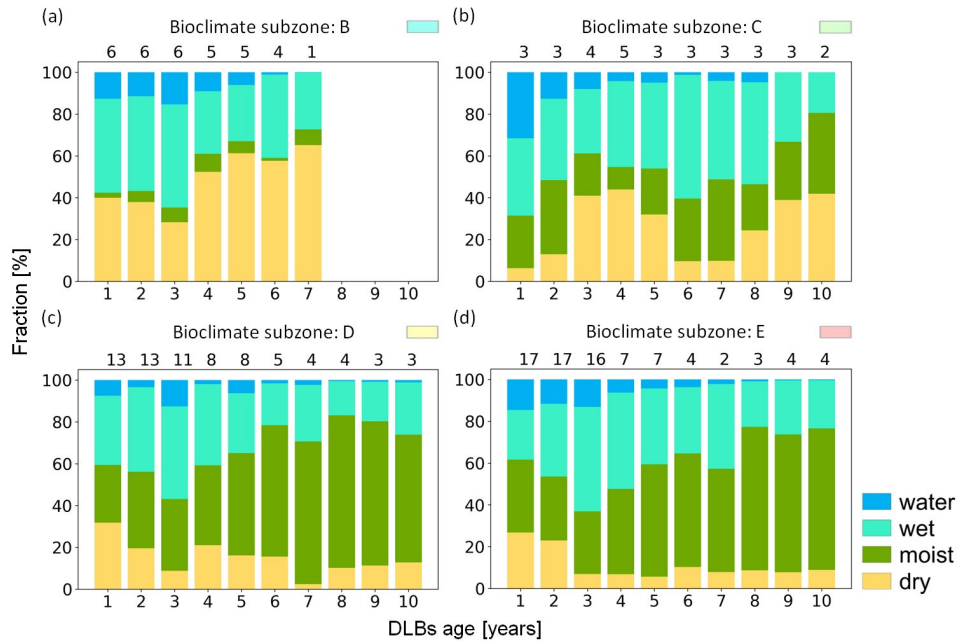 (a) Bioclimate subzone: B
6 6 6 5 5 4 1
100
80
60
40
20
0
1 2 3 4 5 6 7 8 9 10
(b) Bioclimate subzone: C
3 3 4 5 3 3 3 3 3 2
100
80
60
40
20
0
1 2 3 4 5 6 7 8 9 10
Fraction [%]
(c) Bioclimate subzone: D
13 13 11 8 8 5 4 4 3 3
100
80
60
40
20
0
1 2 3 4 5 6 7 8 9 10
(d) Bioclimate subzone: E
17 17 16 7 7 4 2 3 4 4
100
80
60
40
20
0
1 2 3 4 5 6 7 8 9 10
water
wet
moist
dry
DLBs age [years]